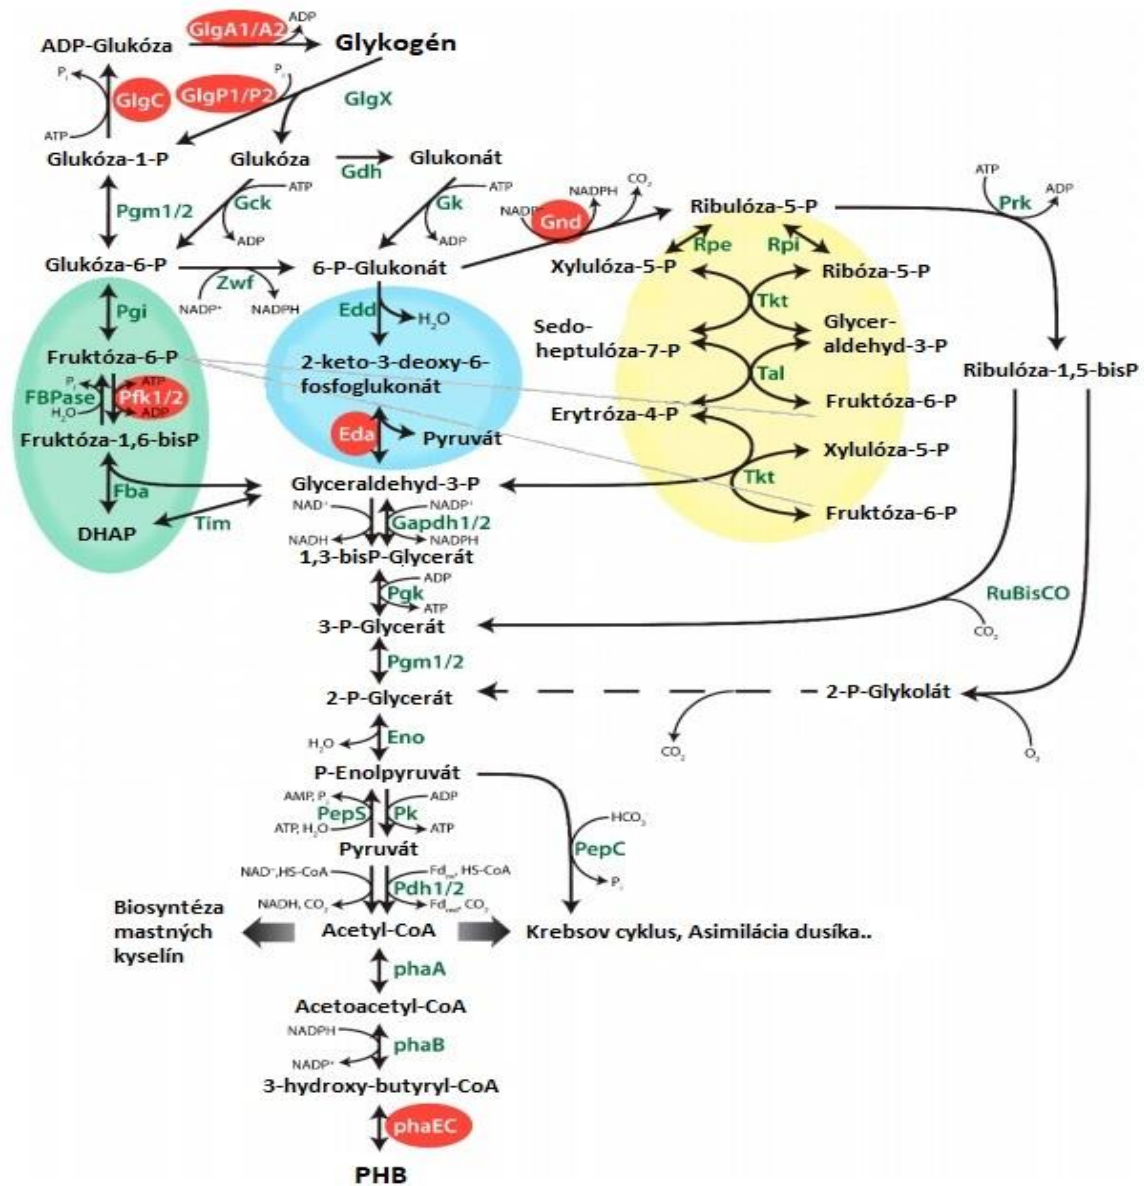 GlgA1/A2
ADP
ADP-Glukóza
Glykogén
P
GlgC
GlgP1/P2
P
GlgX
ATP
Glukóza-1-P
Glukóza
Gdh
Glukonát
Pgm1/2
Gck
ATP
ADP
Gk
ATP
ADP
NADP
Gnd
NADPH
CO₂
Ribulóza-5-P
ATP
Prk
ADP
Glukóza-6-P
Zwf
NADP⁺
NADPH
6-P-Glukonát
Xylulóza-5-P
Rpe
Rpi
Ribóza-5-P
Pgi
Edd
H₂O
Tkt
Fruktóza-6-P
2-keto-3-deoxy-6-
fosfoglukonát
Sedo-
heptulóza-7-P
Glycer-
aldehyd-3-P
Ribulóza-1,5-bisP
FBPase
P
H₂O
Pfk1/2
ATP
ADP
Tal
Erytróza-4-P
Fruktóza-6-P
Fruktóza-1,6-bisP
Eda
Pyruvát
Xylulóza-5-P
Fba
Glyceraldehyd-3-P
Tkt
DHAP
Tim
NAD⁺
NADH
Gapdh1/2
NADP⁺
NADPH
Fruktóza-6-P
1,3-bisP-Glycerát
Pgk
ADP
ATP
RuBisCO
CO₂
3-P-Glycerát
Pgm1/2
2-P-Glycerát
2-P-Glykolát
CO₂
O₂
H₂O
Eno
P-Enolpyruvát
AMP, P
PepS
ATP, H₂O
Pk
ADP
ATP
HCO₃
PepC
P
Pyruvát
NAD⁺,HS-CoA
NADH, CO₂
Pdh1/2
Fd, HS-CoA
Fd, CO₂
Biosyntéza
mastných
kyselín
Acetyl-CoA
Krebsov cyklus, Asimilácia dusíka..
phaA
Acetoacetyl-CoA
NADPH
phaB
NADP⁺
3-hydroxy-butyryl-CoA
phaEC
PHB